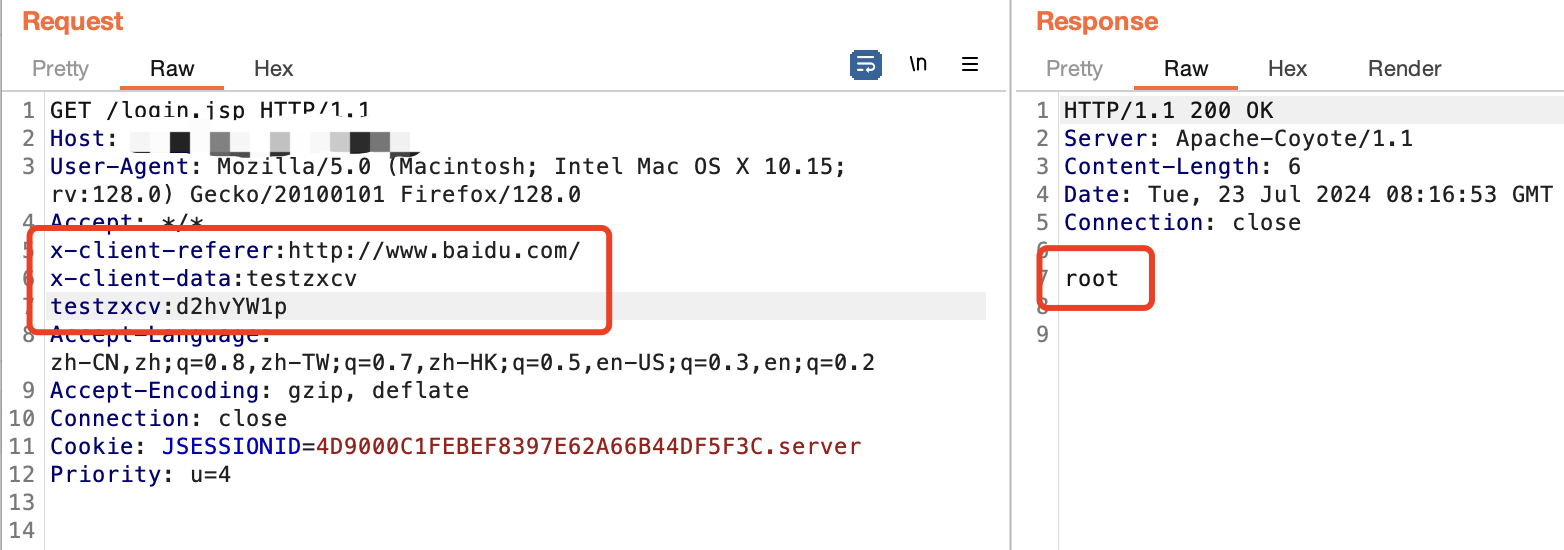 Request
Pretty Raw Hex \n
1 GET /login.jsp HTTP/1.1
2 Host:
3 User-Agent: Mozilla/5.0 (Macintosh; Intel Mac OS X 10.15;
rv:128.0) Gecko/20100101 Firefox/128.0
4 Accept: */*
5 x-client-referer:http://www.baidu.com/
6 x-client-data:testzxcv
7 testzxcv:d2hvYW1p
8 Accept-Language:
zh-CN,zh;q=0.8,zh-TW;q=0.7,zh-HK;q=0.5,en-US;q=0.3,en;q=0.2
9 Accept-Encoding: gzip, deflate
10 Connection: close
11 Cookie: JSESSIONID=4D9000C1FEBEF8397E62A66B44DF5F3C.server
12 Priority: u=4
13
14
Response
Pretty Raw Hex Render
1 HTTP/1.1 200 OK
2 Server: Apache-Coyote/1.1
3 Content-Length: 6
4 Date: Tue, 23 Jul 2024 08:16:53 GMT
5 Connection: close
6
7 root
8
9